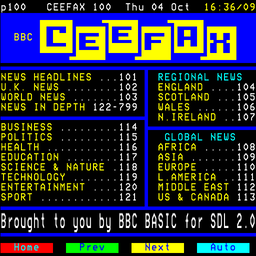 p100 CEEFAX 100 Thu 04 Oct 16:36/09
BBC CEEFAX
NEWS HEADLINES ...101
U.K. NEWS ........102
WORLD NEWS .......103
NEWS IN DEPTH 122-799
BUSINESS .........114
POLITICS .........115
HEALTH ...........116
EDUCATION ........117
SCIENCE & NATURE .118
TECHNOLOGY .......119
ENTERTAINMENT ....120
SPORT ............121
REGIONAL NEWS
ENGLAND .....104
SCOTLAND ....105
WALES .......106
N.IRELAND ...107
GLOBAL NEWS
AFRICA ......108
ASIA ........109
EUROPE ......110
L.AMERICA ...111
MIDDLE EAST 112
US & CANADA 113
Brought to you by BBC BASIC for SDL 2.0
Home Prev Next Auto